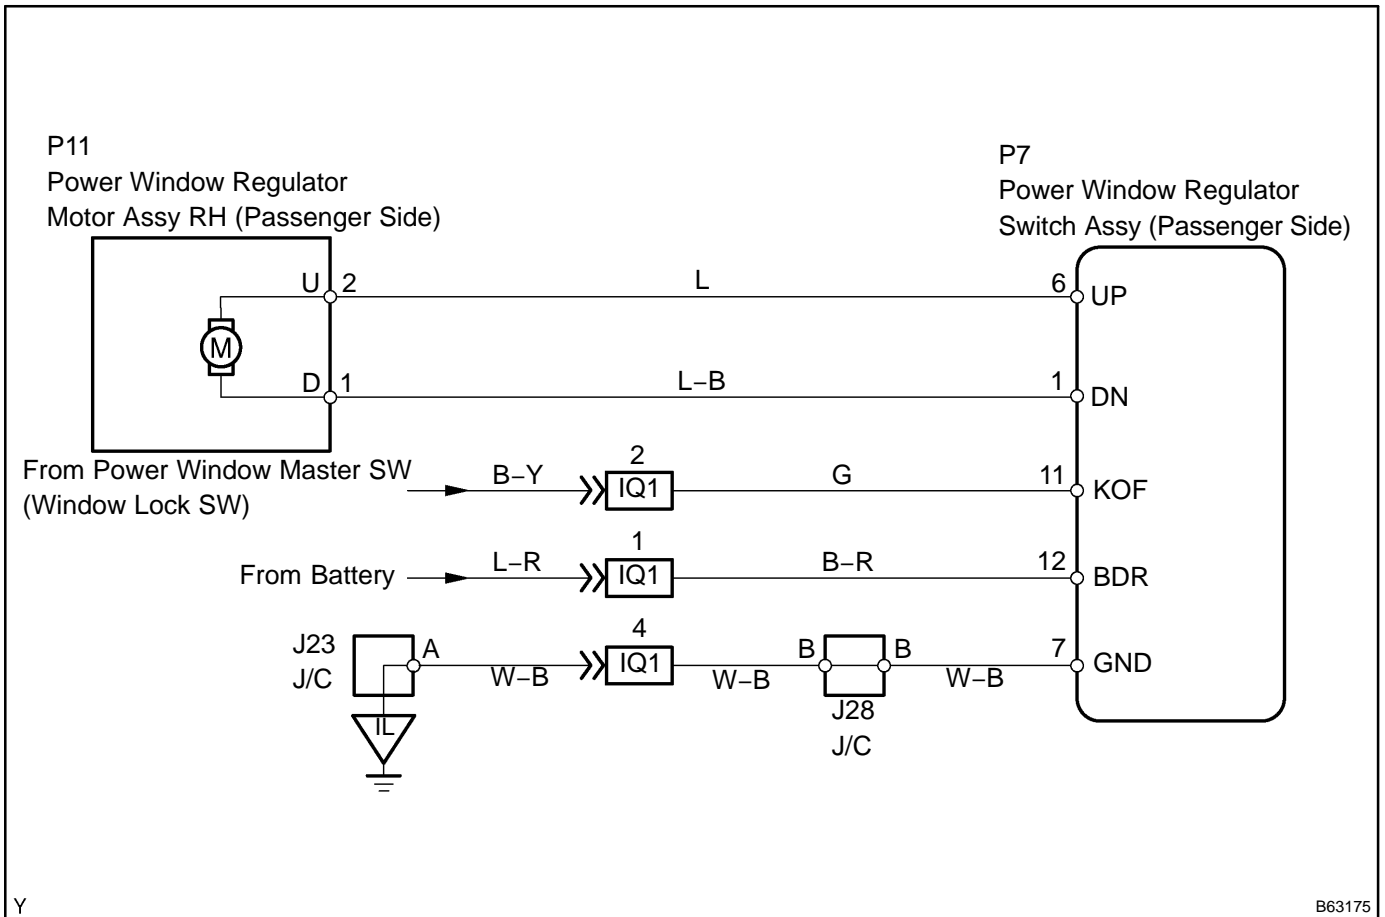 P11
Power Window Regulator
Motor Assy RH (Passenger Side)
P7
Power Window Regulator
Switch Assy (Passenger Side)
U 2 L 6 UP
M
D 1 L−B 1 DN
From Power Window Master SW
(Window Lock SW)
B−Y 2 IQ1 G 11 KOF
From Battery L−R 1 IQ1 B−R 12 BDR
J23
J/C
A W−B 4 IQ1 W−B B B W−B 7 GND
J28
J/C
IL
Y
B63175